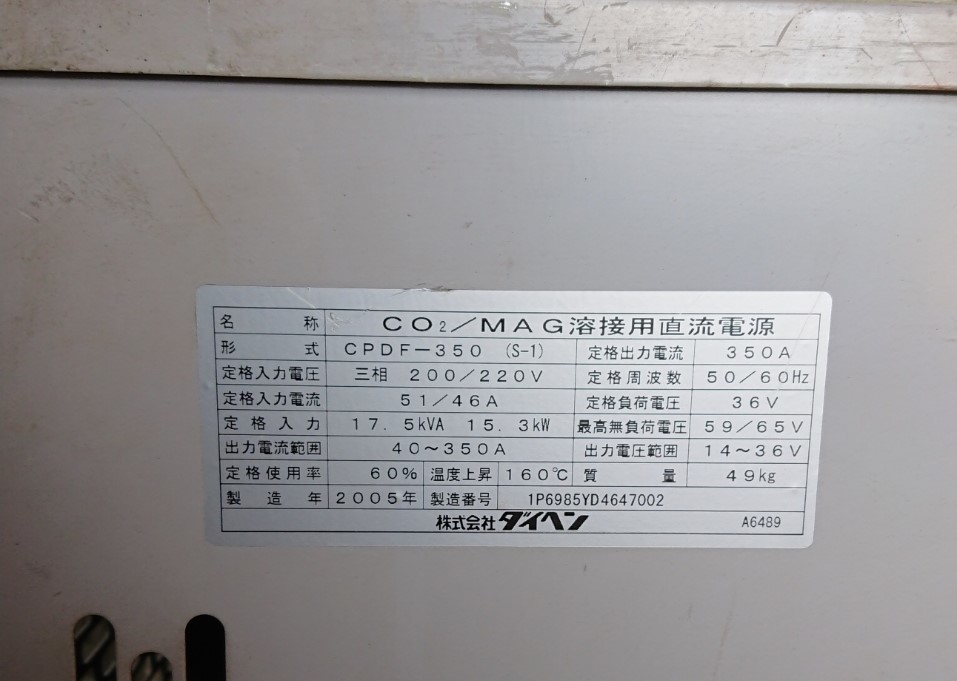 名称 CO₂/MAG溶接用直流電源
形式 CPDF-350 (S-1) 定格出力電流 350A
定格入力電圧 三相 200/220V 定格周波数 50/60Hz
定格入力電流 51/46A 定格負荷電圧 36V
定格入力 17.5kVA 15.3kW 最高無負荷電圧 59/65V
出力電流範囲 40~350A 出力電圧範囲 14~36V
定格使用率 60% 温度上昇 160℃ 質量 49kg
製造年 2005年 製造番号 1P6985YD4647002
株式会社ダイヘン A6489